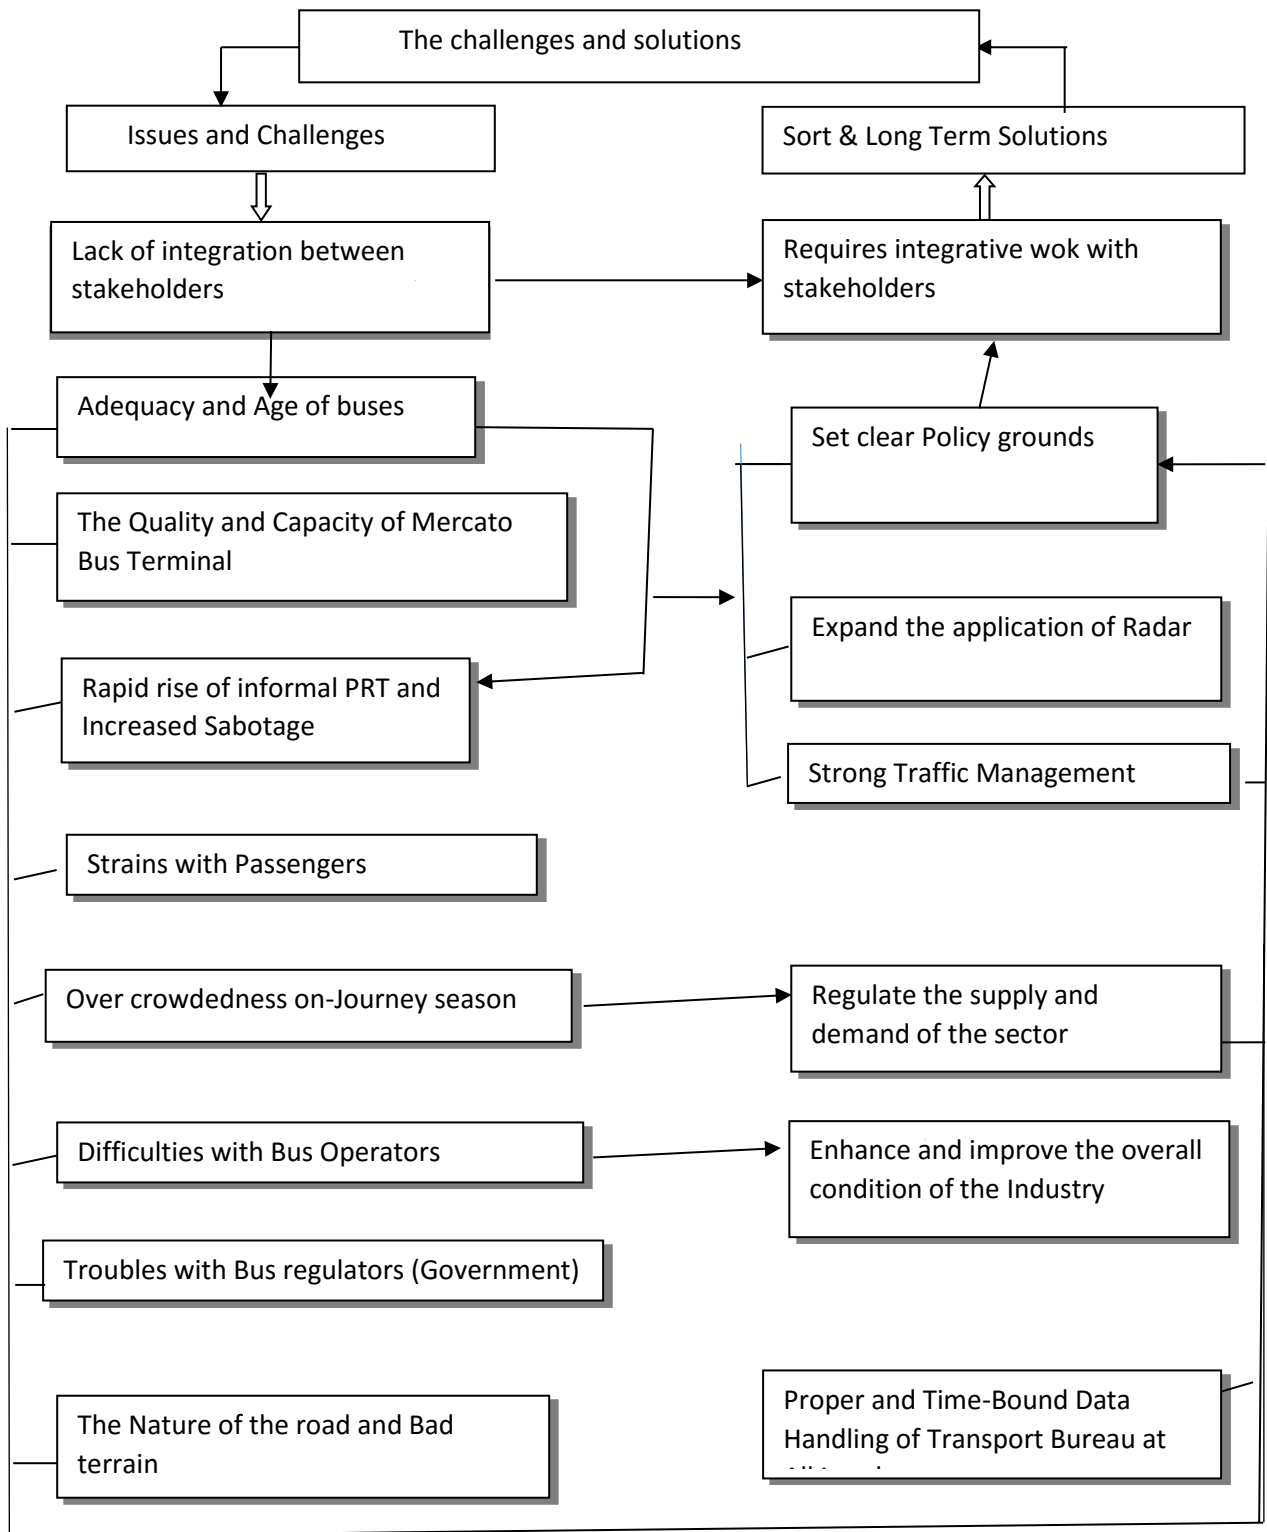 The challenges and solutions
Issues and Challenges
Sort & Long Term Solutions
Lack of integration between
stakeholders
Requires integrative wok with
stakeholders
Adequacy and Age of buses
Set clear Policy grounds
The Quality and Capacity of Mercato
Bus Terminal
Expand the application of Radar
Rapid rise of informal PRT and
Increased Sabotage
Strong Traffic Management
Strains with Passengers
Over crowdedness on-Journey season
Regulate the supply and
demand of the sector
Difficulties with Bus Operators
Enhance and improve the overall
condition of the Industry
Troubles with Bus regulators (Government)
The Nature of the road and Bad
terrain
Proper and Time-Bound Data
Handling of Transport Bureau at